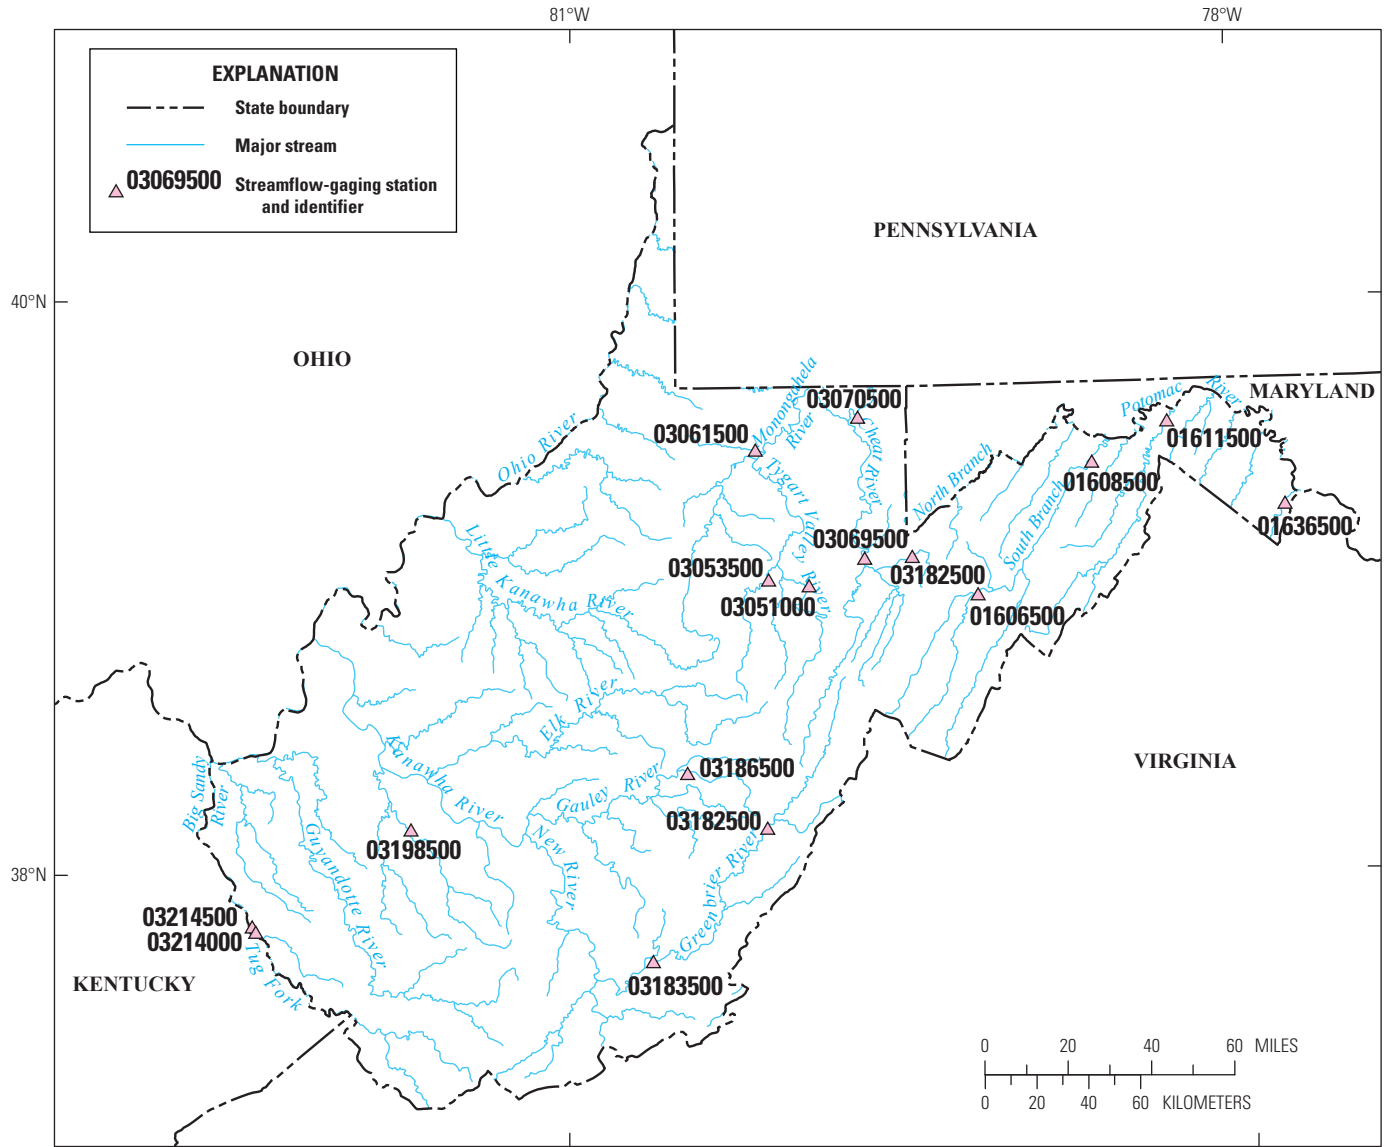 81°W
78°W
EXPLANATION
State boundary
Major stream
03069500
Streamflow-gaging station
and identifier
PENNSYLVANIA
40°N
OHIO
MARYLAND
Potomac
River
Monongahela
River
03070500
03061500
01611500
Cheal River
Ohio River
Tygart Valley River
North Branch
01608500
South Branch
01636500
Little Kanawha River
03069500
03053500
03182500
03051000
01606500
Elk River
Kanawha River
VIRGINIA
Big Sandy
River
03186500
Gauley River
03182500
New River
03198500
Guyandotte River
38°N
Greenbrier River
03214500
03214000
Tug Fork
KENTUCKY
03183500
0 20 40 60 MILES
0 20 40 60 KILOMETERS